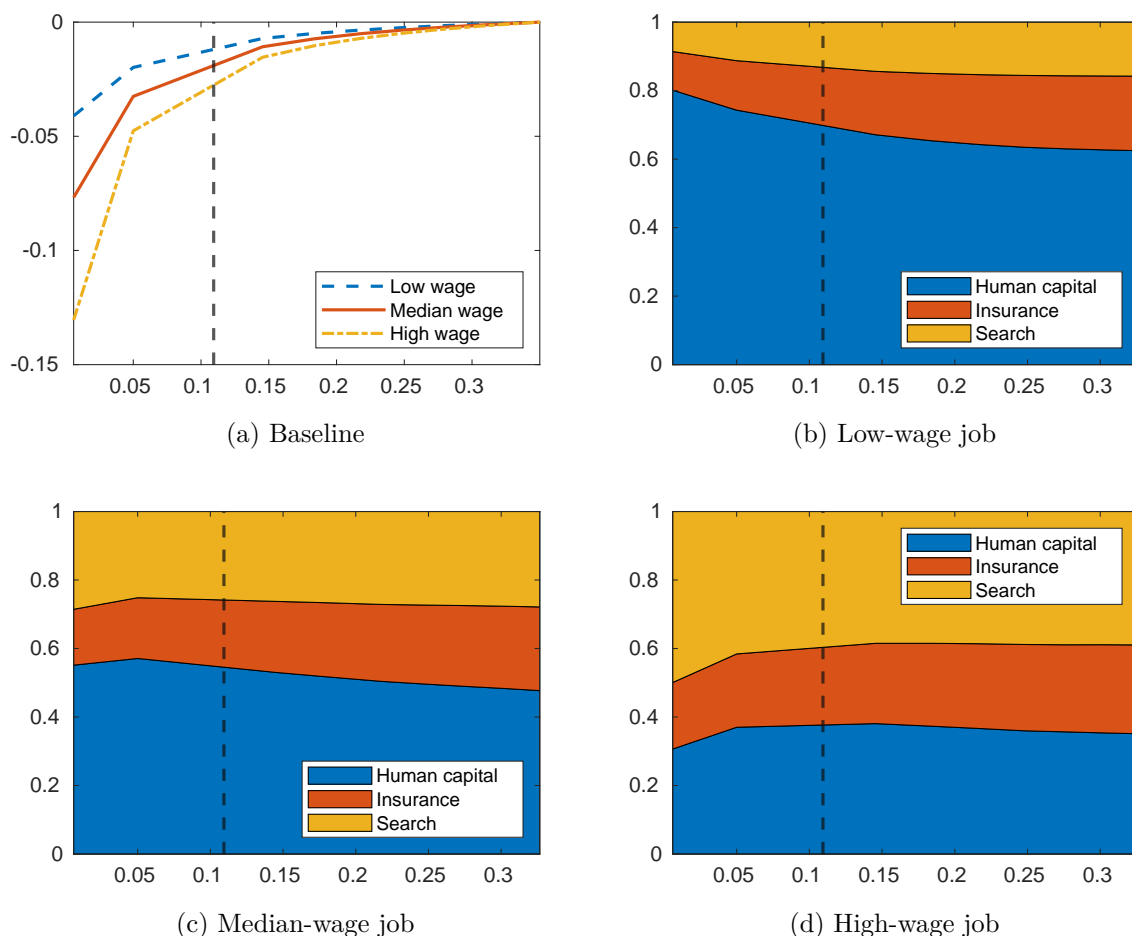 0
-0.05
-0.1
-0.15
0.05 0.1 0.15 0.2 0.25 0.3
Low wage
Median wage
High wage
(a) Baseline
1
0.8
0.6
0.4
0.2
0
0.05 0.1 0.15 0.2 0.25 0.3
Human capital
Insurance
Search
(b) Low-wage job
1
0.8
0.6
0.4
0.2
0
0.05 0.1 0.15 0.2 0.25 0.3
Human capital
Insurance
Search
(c) Median-wage job
1
0.8
0.6
0.4
0.2
0
0.05 0.1 0.15 0.2 0.25 0.3
Human capital
Insurance
Search
(d) High-wage job